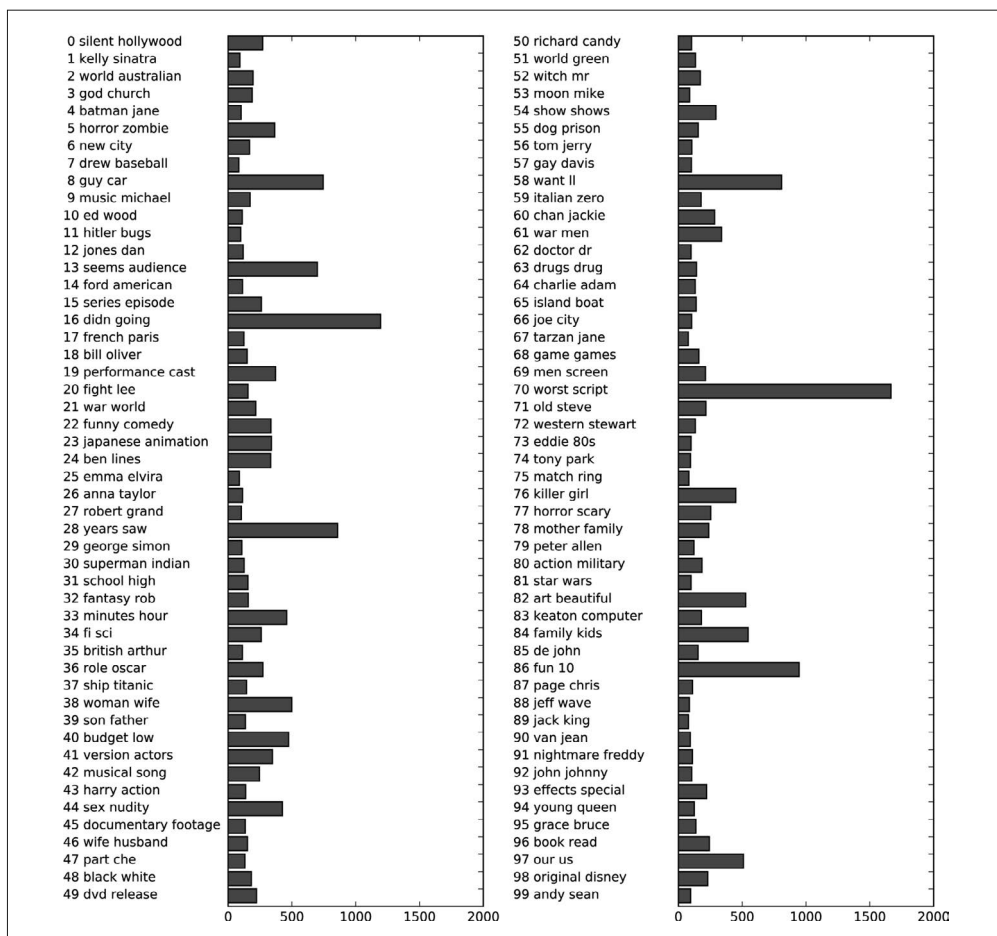 0 silent hollywood
1 kelly sinatra
2 world australian
3 god church
4 batman jane
5 horror zombie
6 new city
7 drew baseball
8 guy car
9 music michael
10 ed wood
11 hitler bugs
12 jones dan
13 seems audience
14 ford american
15 series episode
16 didn going
17 french paris
18 bill oliver
19 performance cast
20 fight lee
21 war world
22 funny comedy
23 japanese animation
24 ben lines
25 emma elvira
26 anna taylor
27 robert grand
28 years saw
29 george simon
30 superman indian
31 school high
32 fantasy rob
33 minutes hour
34 fi sci
35 british arthur
36 role oscar
37 ship titanic
38 woman wife
39 son father
40 budget low
41 version actors
42 musical song
43 harry action
44 sex nudity
45 documentary footage
46 wife husband
47 part che
48 black white
49 dvd release
0 500 1000 1500 2000
50 richard candy
51 world green
52 witch mr
53 moon mike
54 show shows
55 dog prison
56 tom jerry
57 gay davis
58 want ll
59 italian zero
60 chan jackie
61 war men
62 doctor dr
63 drugs drug
64 charlie adam
65 island boat
66 joe city
67 tarzan jane
68 game games
69 men screen
70 worst script
71 old steve
72 western stewart
73 eddie 80s
74 tony park
75 match ring
76 killer girl
77 horror scary
78 mother family
79 peter allen
80 action military
81 star wars
82 art beautiful
83 keaton computer
84 family kids
85 de john
86 fun 10
87 page chris
88 jeff wave
89 jack king
90 van jean
91 nightmare freddy
92 john johnny
93 effects special
94 young queen
95 grace bruce
96 book read
97 our us
98 original disney
99 andy sean
0 500 1000 1500 2000